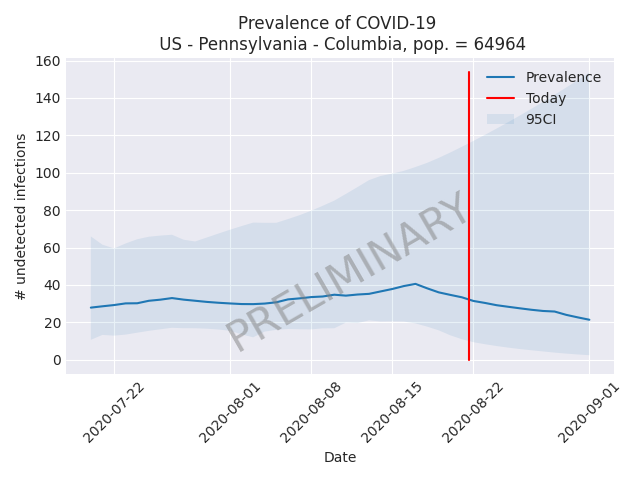 Prevalence of COVID-19
US - Pennsylvania - Columbia, pop. = 64964
160
140
120
100
80
60
40
20
0
# undetected infections
Prevalence
Today
95CI
PRELIMINARY
2020-07-22
2020-08-01
2020-08-08
2020-08-15
2020-08-22
2020-09-01
Date